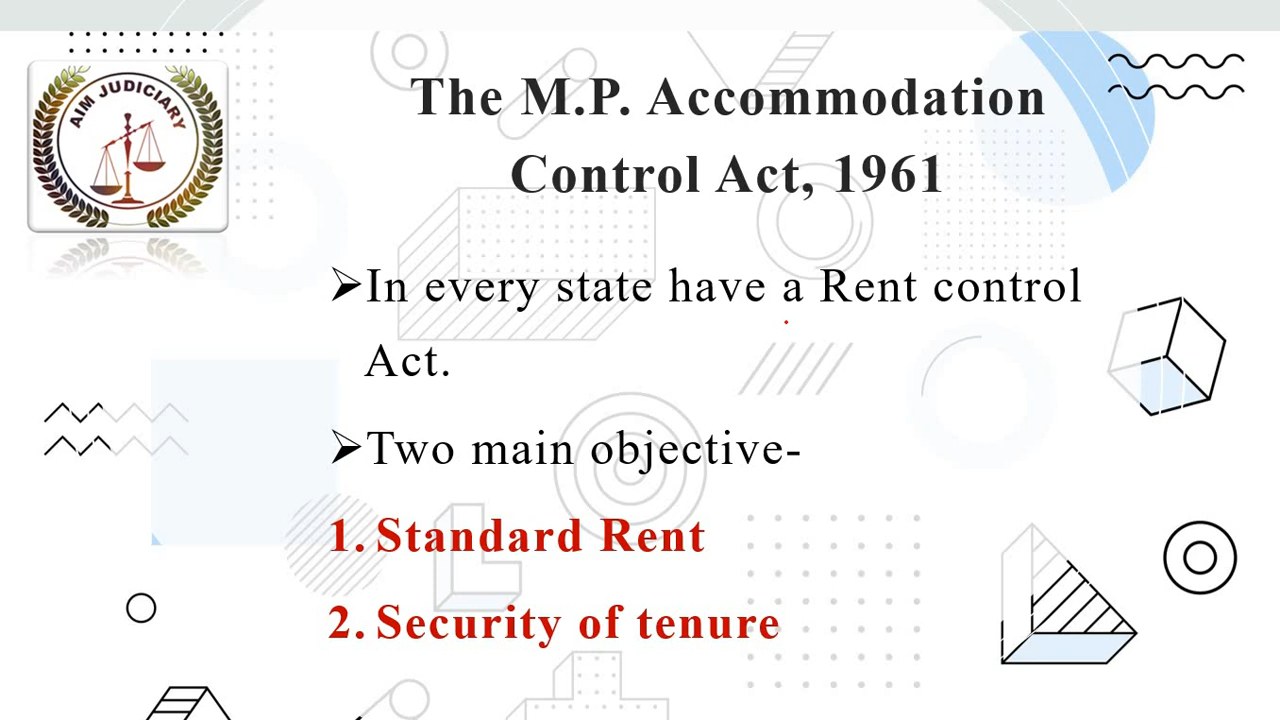 AIM JUDICIARY
The M.P. Accommodation
Control Act, 1961
➢In every state have a Rent control
Act.
➢Two main objective-
1. Standard Rent
2. Security of tenure